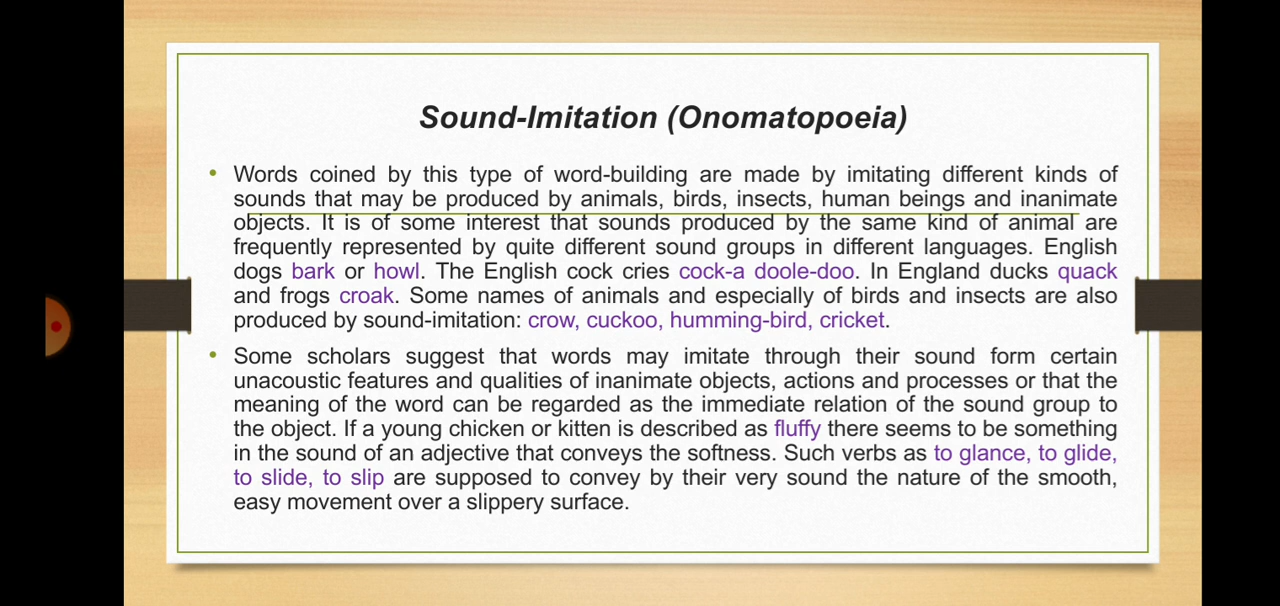 Sound-Imitation (Onomatopoeia)
• Words coined by this type of word-building are made by imitating different kinds of
sounds that may be produced by animals, birds, insects, human beings and inanimate
objects. It is of some interest that sounds produced by the same kind of animal are
frequently represented by quite different sound groups in different languages. English
dogs bark or howl. The English cock cries cock-a doole-doo. In England ducks quack
and frogs croak. Some names of animals and especially of birds and insects are also
produced by sound-imitation: crow, cuckoo, humming-bird, cricket.
• Some scholars suggest that words may imitate through their sound form certain
unacoustic features and qualities of inanimate objects, actions and processes or that the
meaning of the word can be regarded as the immediate relation of the sound group to
the object. If a young chicken or kitten is described as fluffy there seems to be something
in the sound of an adjective that conveys the softness. Such verbs as to glance, to glide,
to slide, to slip are supposed to convey by their very sound the nature of the smooth,
easy movement over a slippery surface.